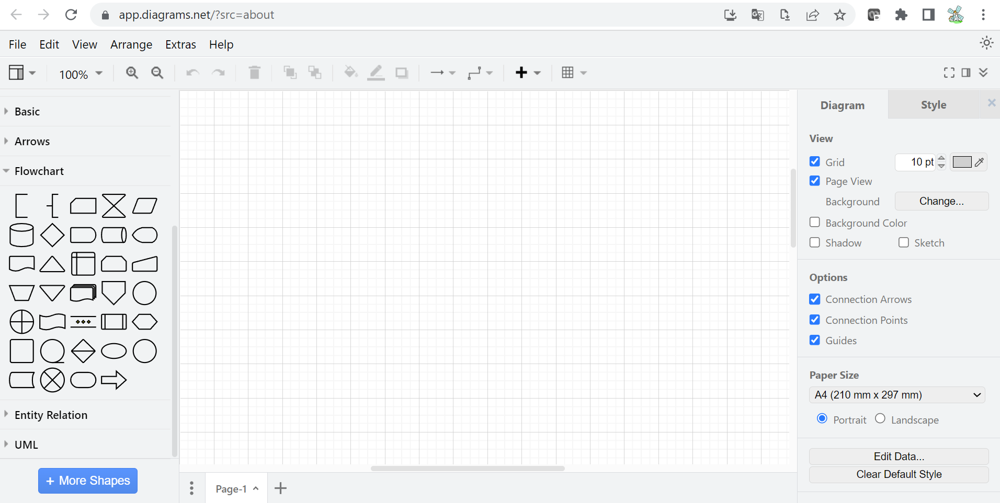 app.diagrams.net/?src=about
File Edit View Arrange Extras Help
100%
Basic
Arrows
Flowchart
Entity Relation
UML
+ More Shapes
Page-1
Diagram Style
View
Grid 10 pt
Page View
Background Change...
Background Color
Shadow Sketch
Options
Connection Arrows
Connection Points
Guides
Paper Size
A4 (210 mm x 297 mm)
Portrait Landscape
Edit Data...
Clear Default Style